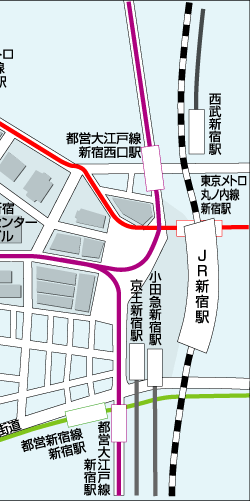 メトロ
線
駅
西武新宿駅
都営大江戸線
新宿西口駅
東京メトロ
丸ノ内線
新宿駅
新宿
センター
ビル
JR新宿駅
小田急新宿駅
京王新宿駅
街道
都営新宿線
新宿駅
都営大江戸線
新宿駅